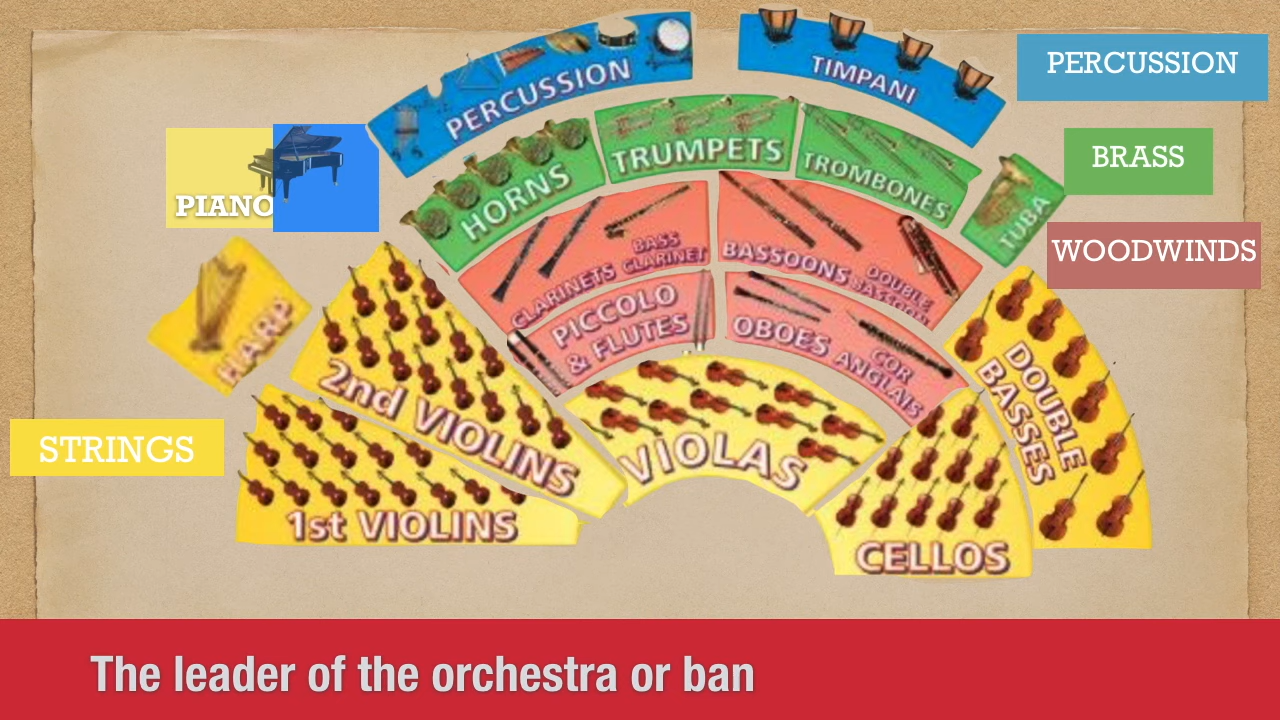 PERCUSSION
TIMPANI
PERCUSSION
HORNS
TRUMPETS
TROMBONES
TUBA
BRASS
PIANO
CLARINETS
BASS
CLARINET
BASSOONS
DOUBLE
BASSOON
WOODWINDS
HARP
PICCOLO
& FLUTES
OBOES
COR
ANGLAIS
2nd VIOLINS
VIOLAS
DOUBLE
BASSES
STRINGS
1st VIOLINS
CELLOS
The leader of the orchestra or ban